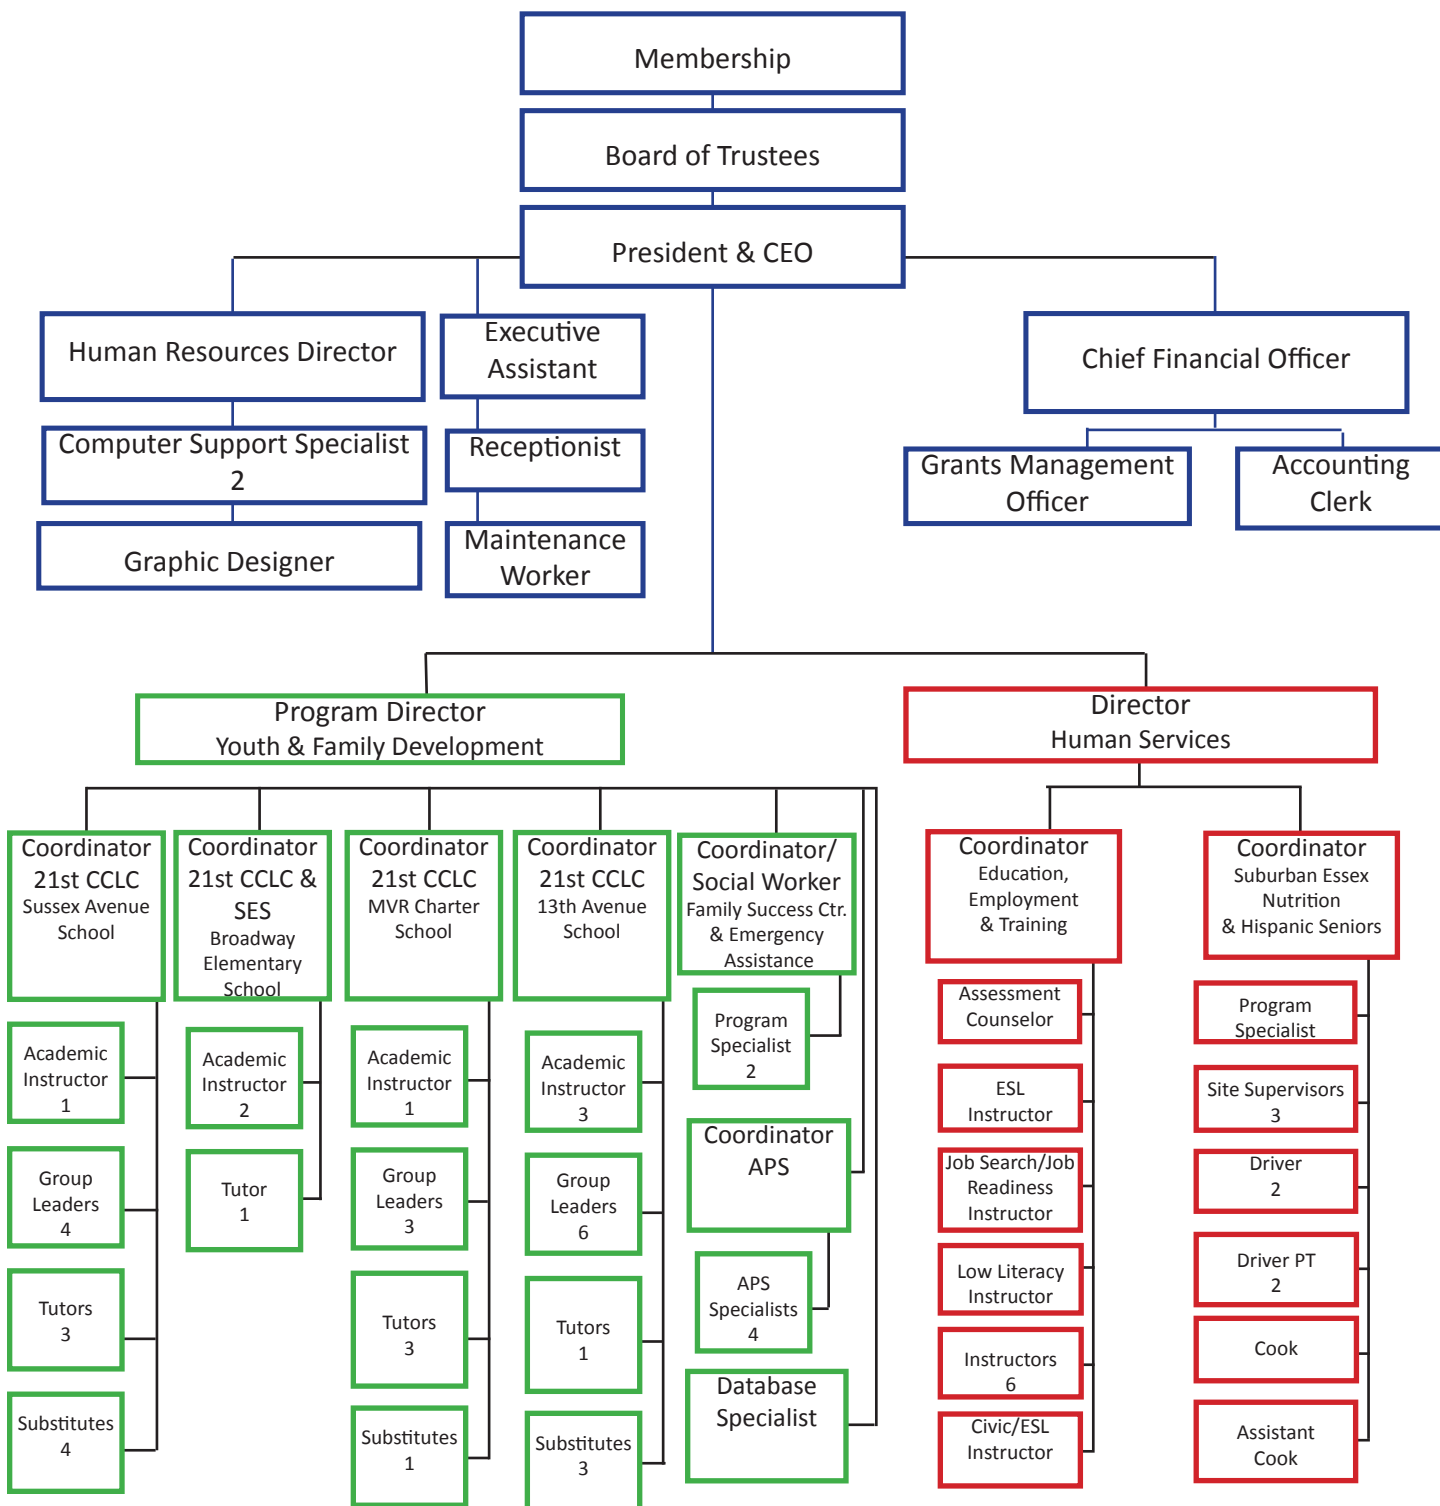 Membership
Board of Trustees
President & CEO
Human Resources Director
Executive
Assistant
Chief Financial Officer
Computer Support Specialist
2
Receptionist
Grants Management
Officer
Accounting
Clerk
Graphic Designer
Maintenance
Worker
Program Director
Youth & Family Development
Director
Human Services
Coordinator
21st CCLC
Sussex Avenue
School
Academic
Instructor
1
Group
Leaders
4
Tutors
3
Substitutes
4
Coordinator
21st CCLC &
SES
Broadway
Elementary
School
Academic
Instructor
2
Tutor
1
Coordinator
21st CCLC
MVR Charter
School
Academic
Instructor
1
Group
Leaders
3
Tutors
3
Substitutes
1
Coordinator
21st CCLC
13th Avenue
School
Academic
Instructor
3
Group
Leaders
6
Tutors
1
Substitutes
3
Coordinator/
Social Worker
Family Success Ctr.
& Emergency
Assistance
Program
Specialist
2
Coordinator
APS
APS
Specialists
4
Database
Specialist
Coordinator
Education,
Employment
& Training
Assessment
Counselor
ESL
Instructor
Job Search/Job
Readiness
Instructor
Low Literacy
Instructor
Instructors
6
Civic/ESL
Instructor
Coordinator
Suburban Essex
Nutrition
& Hispanic Seniors
Program
Specialist
Site Supervisors
3
Driver
2
Driver PT
2
Cook
Assistant
Cook